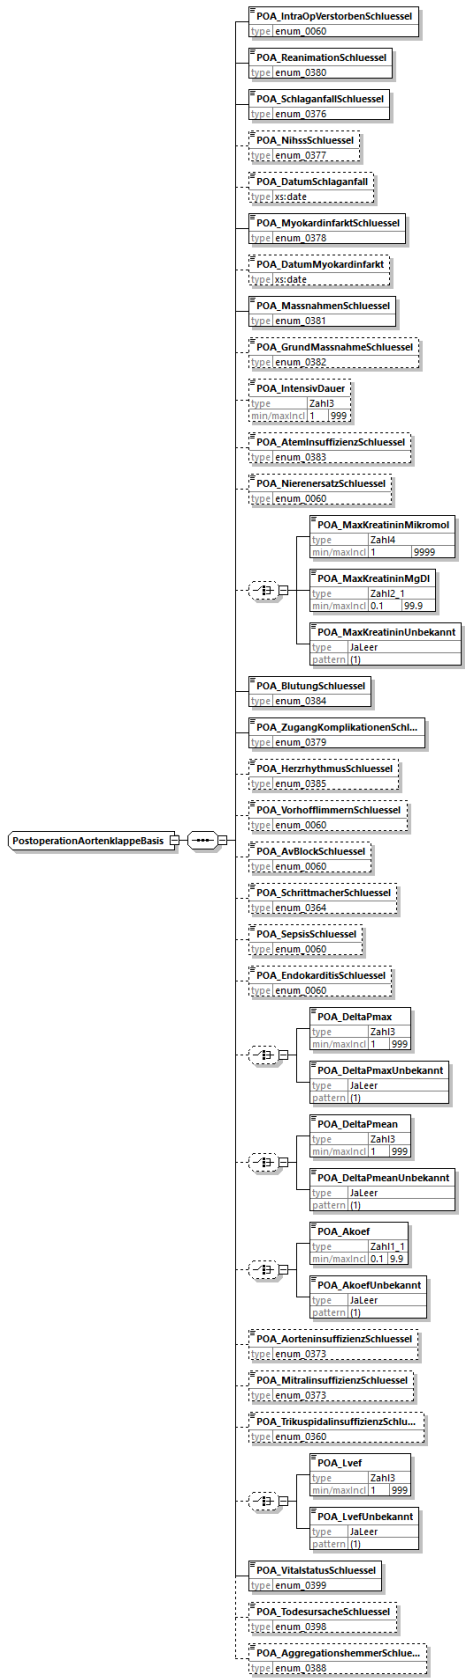 POA_IntraOpVerstorbenSchluessel
type enum_0060
POA_ReanimationSchluessel
type enum_0380
POA_SchlaganfallSchluessel
type enum_0376
POA_NihssSchluessel
type enum_0377
POA_DatumSchlaganfall
type xs:date
POA_MyokardinfarktSchluessel
type enum_0378
POA_DatumMyokardinfarkt
type xs:date
POA_MassnahmenSchluessel
type enum_0381
POA_GrundMassnahmeSchluessel
type enum_0382
POA_IntensivDauer
type Zahl3
min/maxIncl 1 999
POA_AtemInsuffizienzSchluessel
type enum_0383
POA_NierenersatzSchluessel
type enum_0060
POA_MaxKreatininMikromol
type Zahl4
min/maxIncl 1 9999
POA_MaxKreatininMgDl
type Zahl2_1
min/maxIncl 0.1 99.9
POA_MaxKreatininUnbekannt
type JaLeer
pattern (1)
POA_BlutungSchluessel
type enum_0384
POA_ZugangKomplikationenSchl...
type enum_0379
POA_HerzrhythmusSchluessel
type enum_0385
POA_VorhofflimmernSchluessel
type enum_0060
PostoperationAortenklappeBasis
POA_AvBlockSchluessel
type enum_0060
POA_SchrittmacherSchluessel
type enum_0364
POA_SepsisSchluessel
type enum_0060
POA_EndokarditisSchluessel
type enum_0060
POA_DeltaPmax
type Zahl3
min/maxIncl 1 999
POA_DeltaPmaxUnbekannt
type JaLeer
pattern (1)
POA_DeltaPmean
type Zahl3
min/maxIncl 1 999
POA_DeltaPmeanUnbekannt
type JaLeer
pattern (1)
POA_Akoef
type Zahl1_1
min/maxIncl 0.1 9.9
POA_AkoefUnbekannt
type JaLeer
pattern (1)
POA_AorteninsuffizienzSchluessel
type enum_0373
POA_MitralinsuffizienzSchluessel
type enum_0373
POA_TrikuspidalinsuffizienzSchlu...
type enum_0360
POA_Lvef
type Zahl3
min/maxIncl 1 999
POA_LvefUnbekannt
type JaLeer
pattern (1)
POA_VitalstatusSchluessel
type enum_0399
POA_TodesursacheSchluessel
type enum_0398
POA_AggregationshemmerSchlue...
type enum_0388